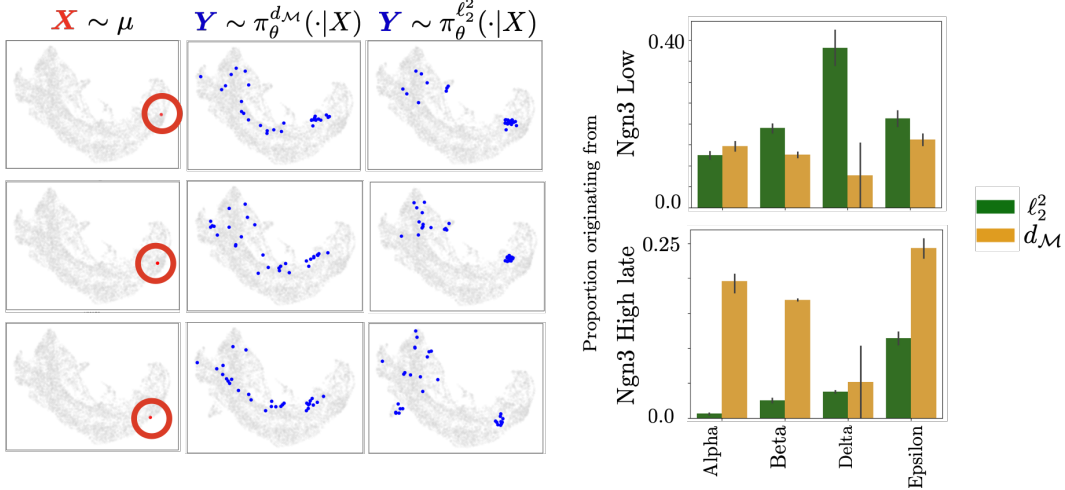 X ~ μ
Y ~ π_θ^{d_ℳ}(·|X)
Y ~ π_θ^{ℓ_2^2}(·|X)
Proportion originating from
Ngn3 Low
0.40
0.0
Ngn3 High late
0.25
0.0
Alpha
Beta
Delta
Epsilon
ℓ_2^2
d_ℳ